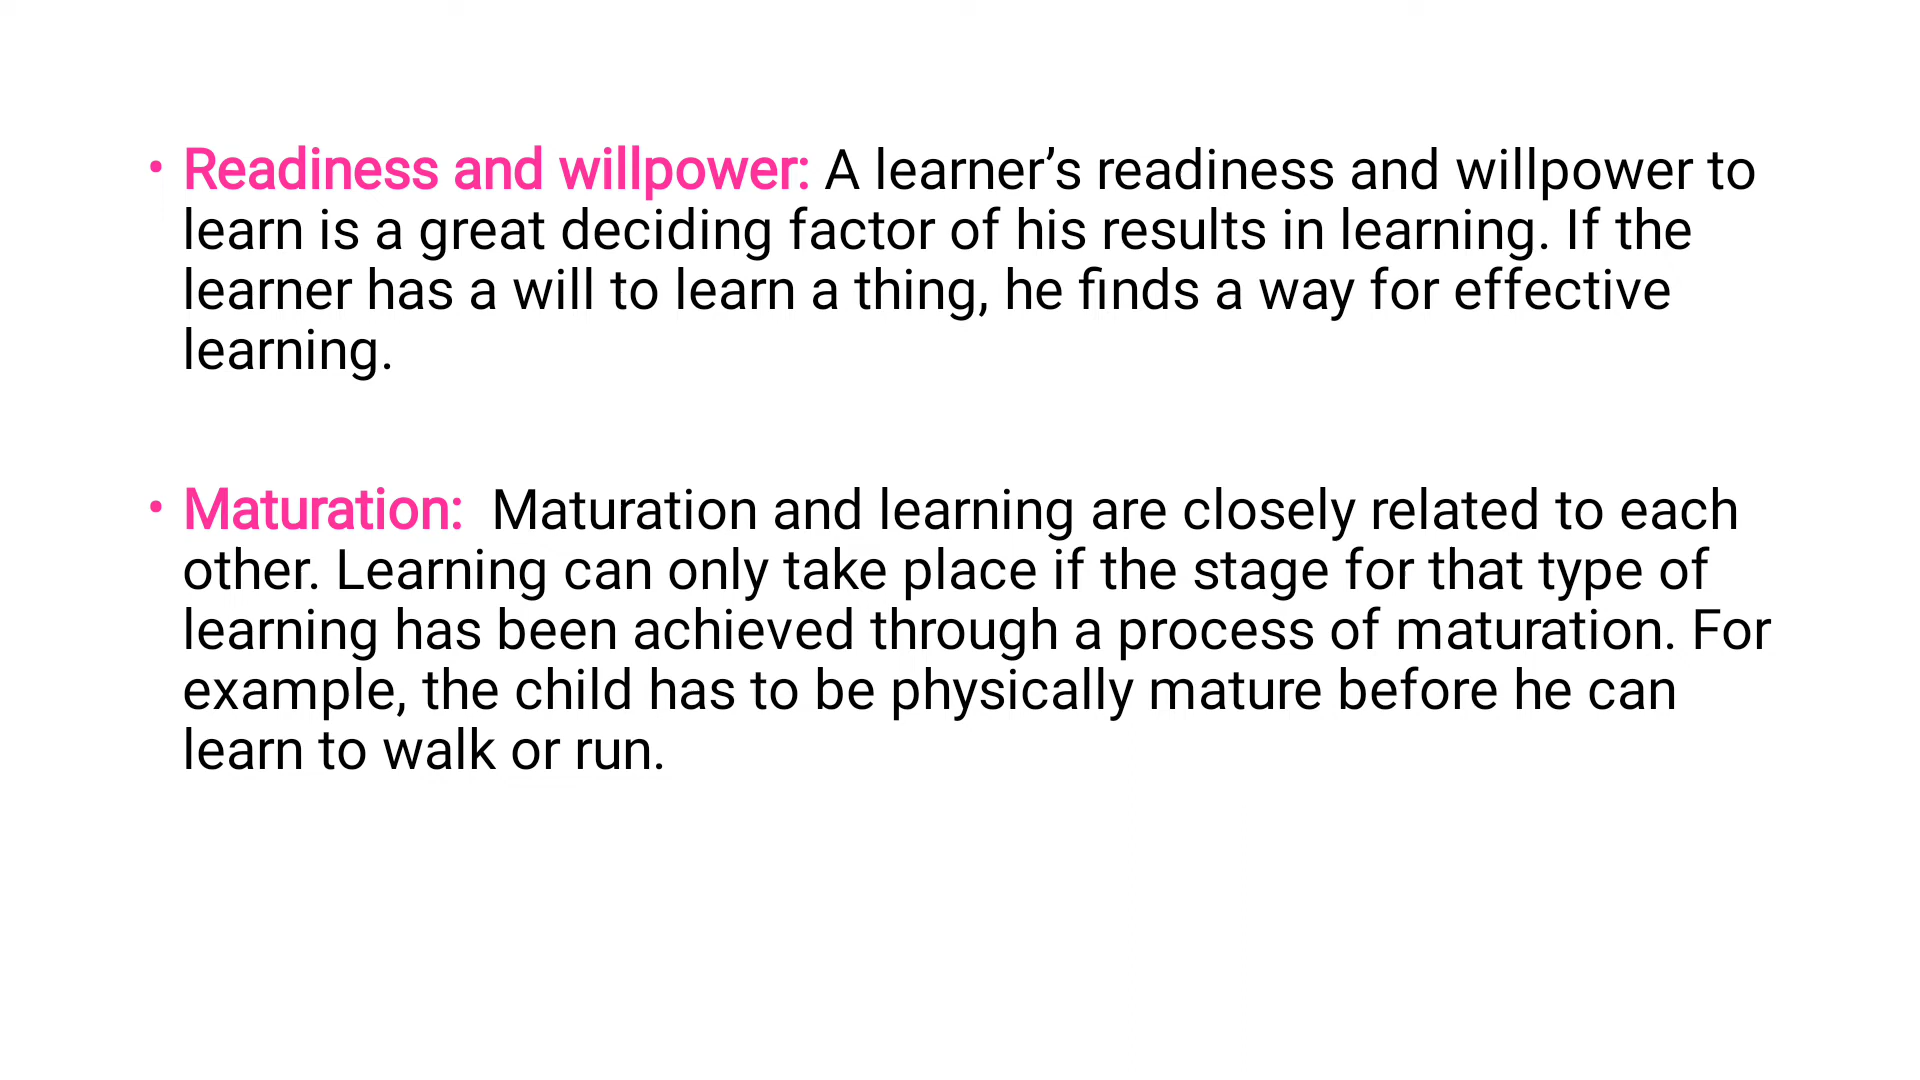 • Readiness and willpower: A learner’s readiness and willpower to
learn is a great deciding factor of his results in learning. If the
learner has a will to learn a thing, he finds a way for effective
learning.
• Maturation:  Maturation and learning are closely related to each
other. Learning can only take place if the stage for that type of
learning has been achieved through a process of maturation. For
example, the child has to be physically mature before he can
learn to walk or run.